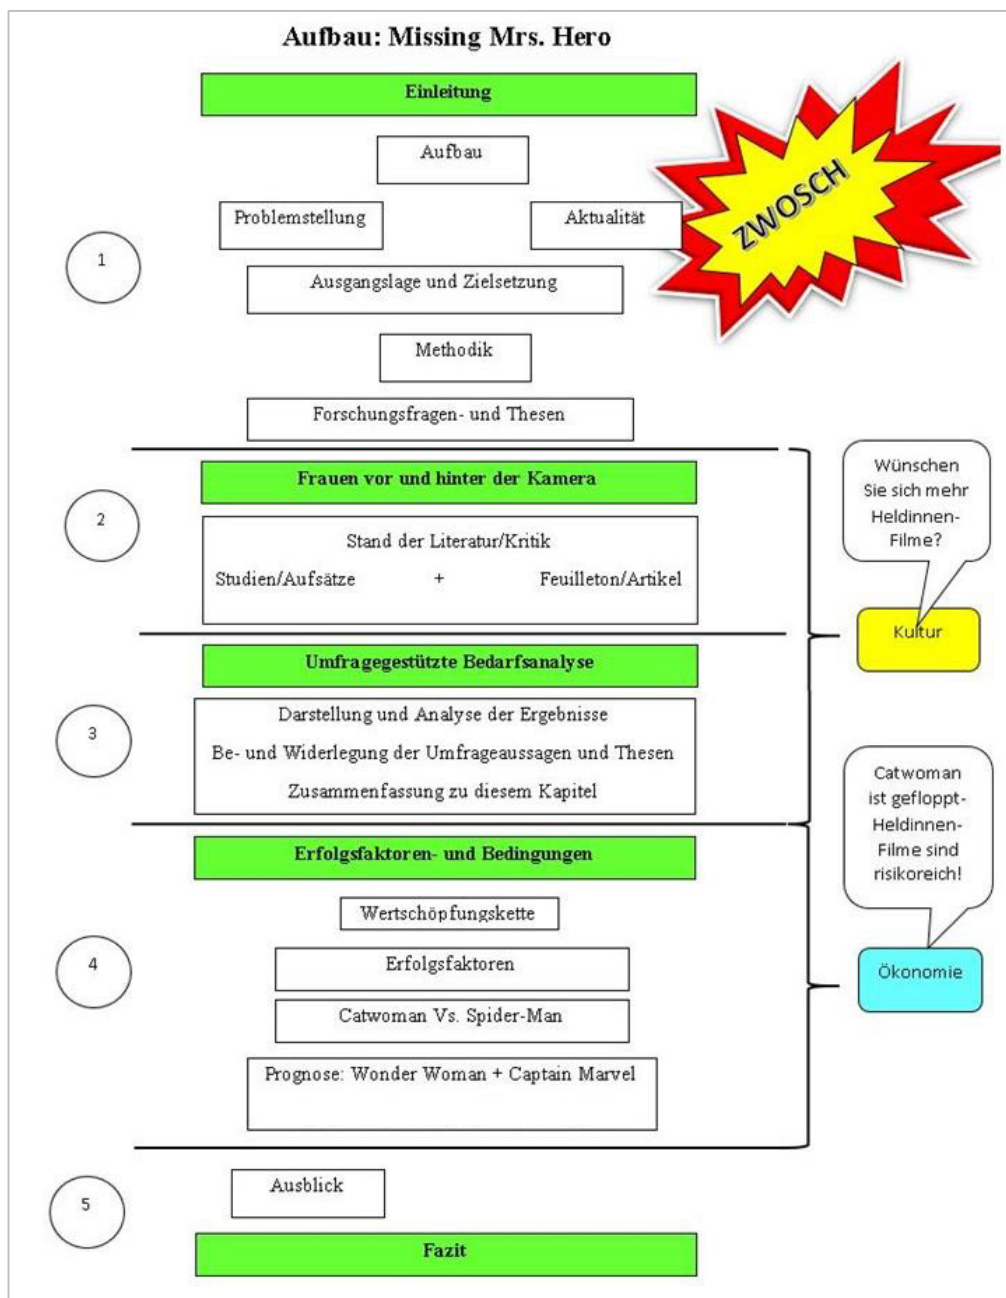 Aufbau: Missing Mrs. Hero
Einleitung
Aufbau
Problemstellung
Aktualität
ZWOSCH
1
Ausgangslage und Zielsetzung
Methodik
Forschungsfragen- und Thesen
Frauen vor und hinter der Kamera
2
Stand der Literatur/Kritik
Studien/Aufsätze + Feuilleton/Artikel
Wünschen
Sie sich mehr
Heldinnen-
Filme?
Kultur
Umfragegestützte Bedarfsanalyse
3
Darstellung und Analyse der Ergebnisse
Be- und Widerlegung der Umfrageaussagen und Thesen
Zusammenfassung zu diesem Kapitel
Catwoman
ist gefloppt-
Heldinnen-
Filme sind
risikoreich!
Ökonomie
Erfolgsfaktoren- und Bedingungen
Wertschöpfungskette
4
Erfolgsfaktoren
Catwoman Vs. Spider-Man
Prognose: Wonder Woman + Captain Marvel
5
Ausblick
Fazit